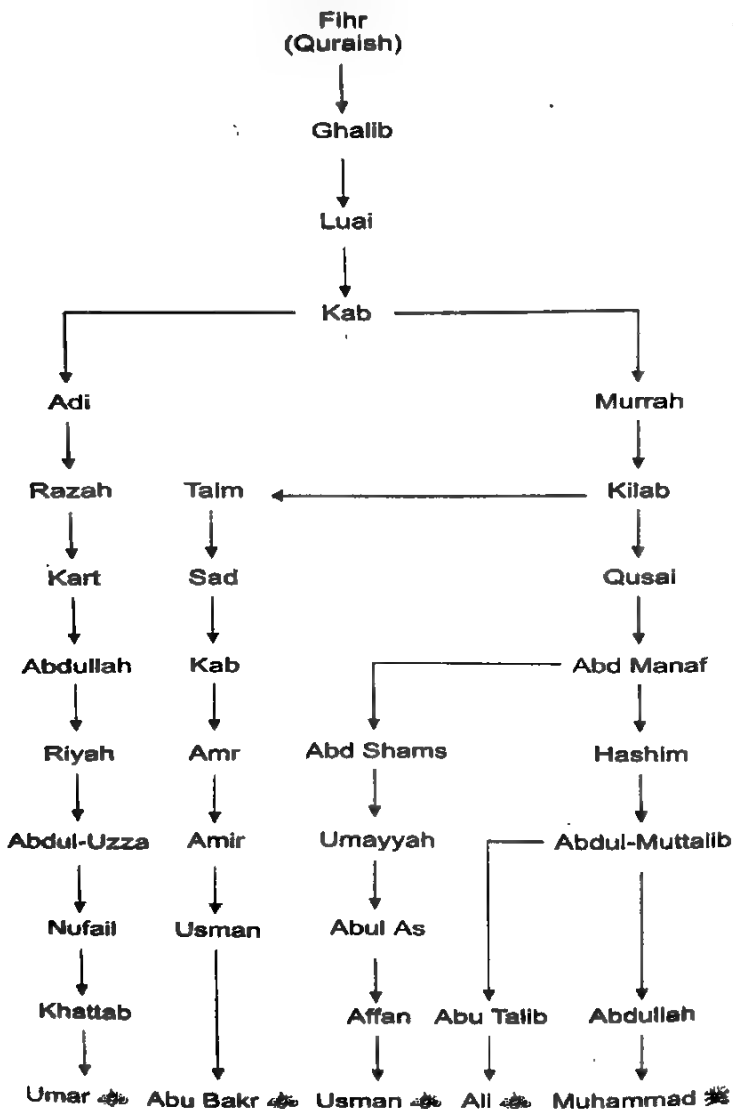 Fihr
(Quraish)
Ghalib
Luai
Kab
Adi Murrah
Razah Taim Kilab
Kart Sad Qusai
Abdullah Kab Abd Manaf
Riyah Amr Abd Shams Hashim
Abdul-Uzza Amir Umayyah Abdul-Muttalib
Nufail Usman Abul As
Khattab Affan Abu Talib Abdullah
Umar Abu Bakr Usman Ali Muhammad